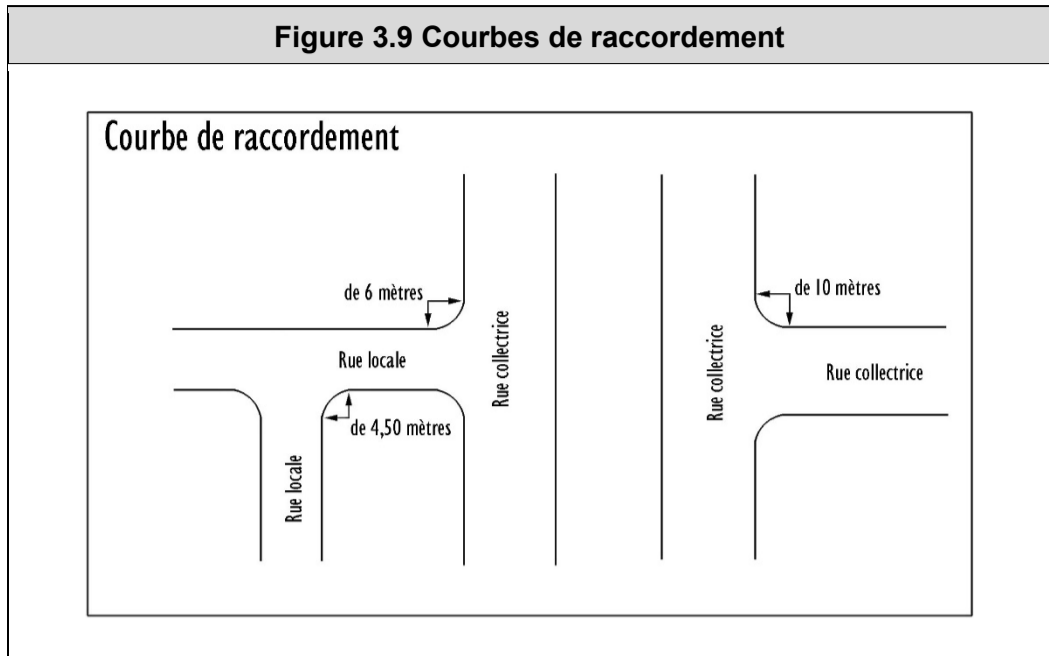 Figure 3.9 Courbes de raccordement
Courbe de raccordement
de 6 mètres
de 10 mètres
Rue locale
Rue collectrice
Rue collectrice
Rue collectrice
de 4,50 mètres
Rue locale